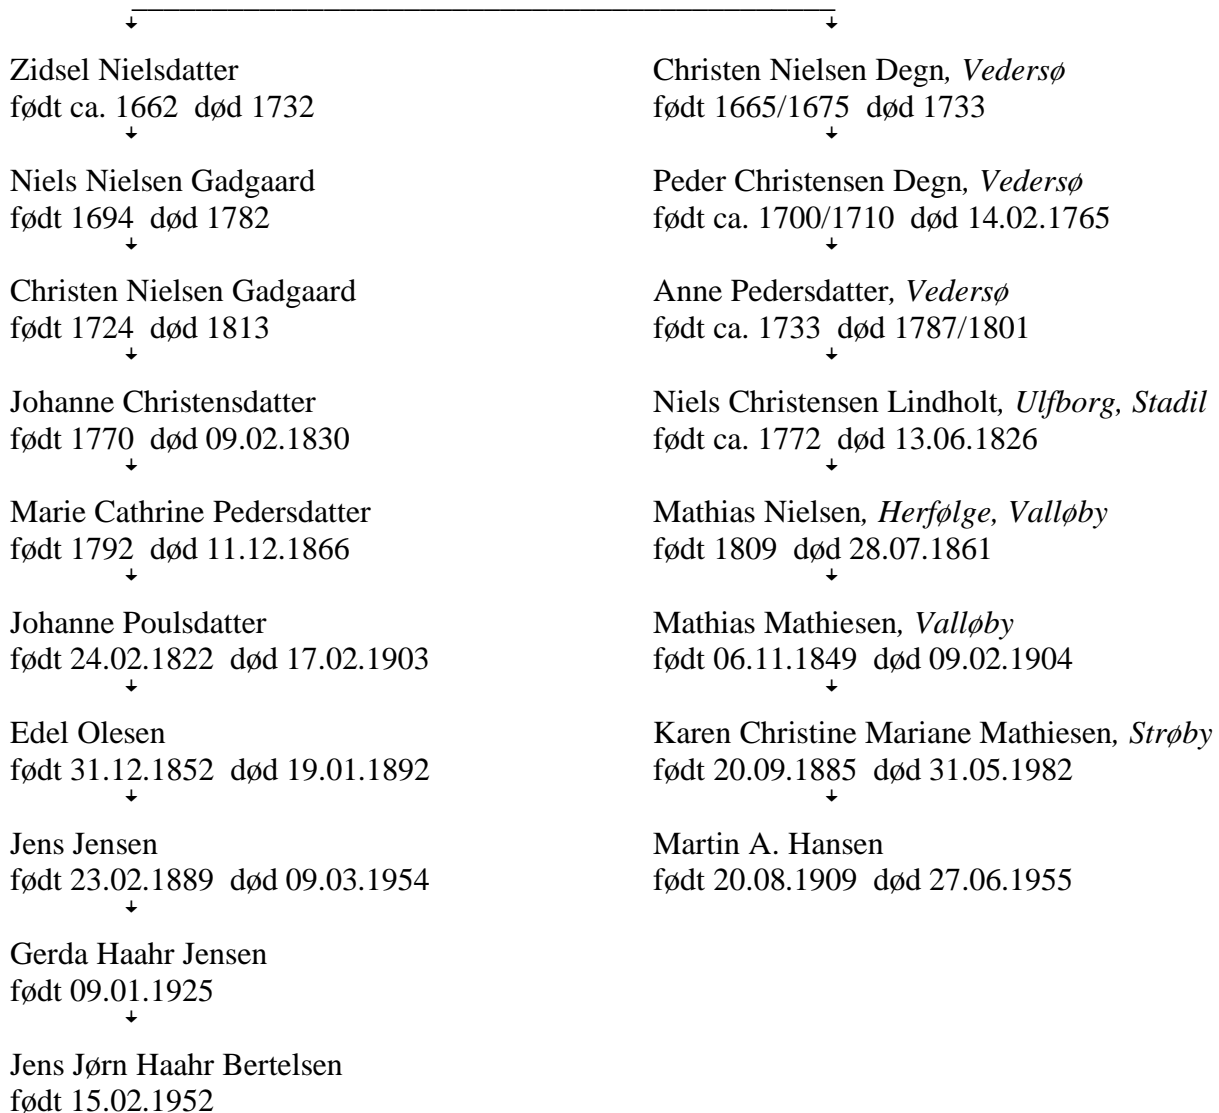 Zidsel Nielsdatter
født ca. 1662 død 1732
Niels Nielsen Gadgaard
født 1694 død 1782
Christen Nielsen Gadgaard
født 1724 død 1813
Johanne Christensdatter
født 1770 død 09.02.1830
Marie Cathrine Pedersdatter
født 1792 død 11.12.1866
Johanne Poulsdatter
født 24.02.1822 død 17.02.1903
Edel Olesen
født 31.12.1852 død 19.01.1892
Jens Jensen
født 23.02.1889 død 09.03.1954
Gerda Haahr Jensen
født 09.01.1925
Jens Jørn Haahr Bertelsen
født 15.02.1952
Christen Nielsen Degn, Vedersø
født 1665/1675 død 1733
Peder Christensen Degn, Vedersø
født ca. 1700/1710 død 14.02.1765
Anne Pedersdatter, Vedersø
født ca. 1733 død 1787/1801
Niels Christensen Lindholt, Ulfborg, Stadil
født ca. 1772 død 13.06.1826
Mathias Nielsen, Herfølge, Valløby
født 1809 død 28.07.1861
Mathias Mathiesen, Valløby
født 06.11.1849 død 09.02.1904
Karen Christine Mariane Mathiesen, Strøby
født 20.09.1885 død 31.05.1982
Martin A. Hansen
født 20.08.1909 død 27.06.1955